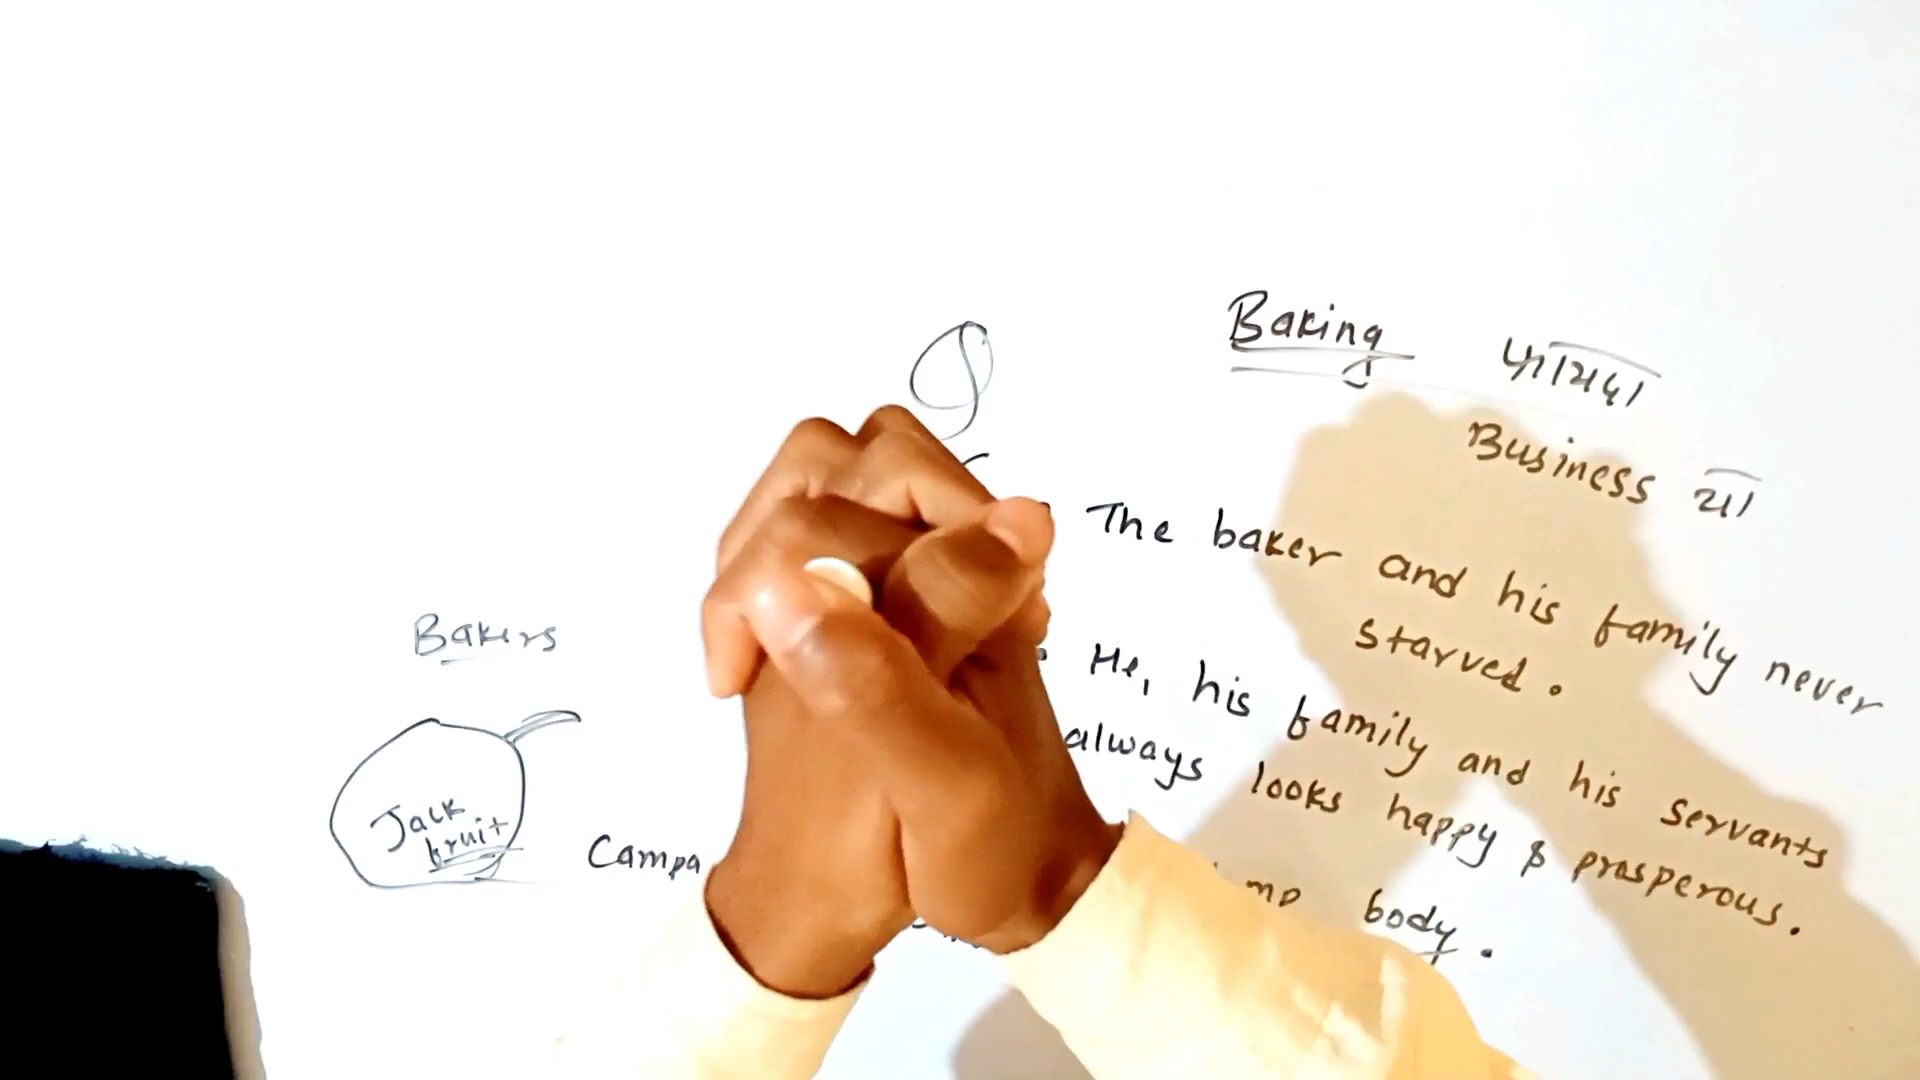 Baking फायदा
Business था
The baker and his family never
starved.
He, his family and his servants
always looks happy & prosperous.
body.
Bakers
Jack
fruit